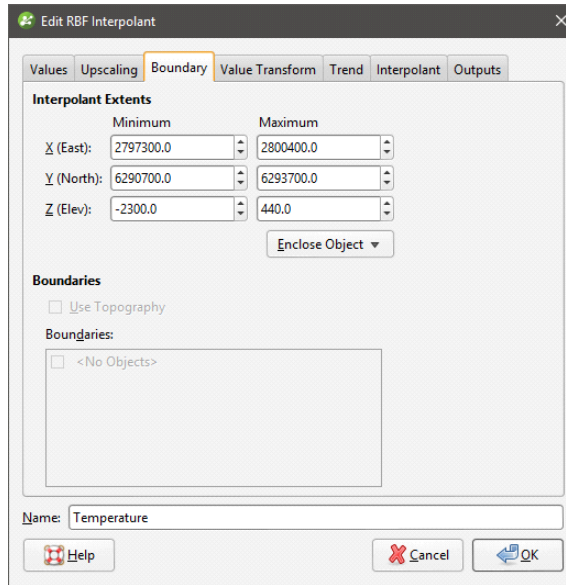 Edit RBF Interpolant
Values Upscaling Boundary Value Transform Trend Interpolant Outputs
Interpolant Extents
Minimum Maximum
X (East): 2797300.0 2800400.0
Y (North): 6290700.0 6293700.0
Z (Elev): -2300.0 440.0
Enclose Object
Boundaries
Use Topography
Boundaries:
<No Objects>
Name: Temperature
Help Cancel OK